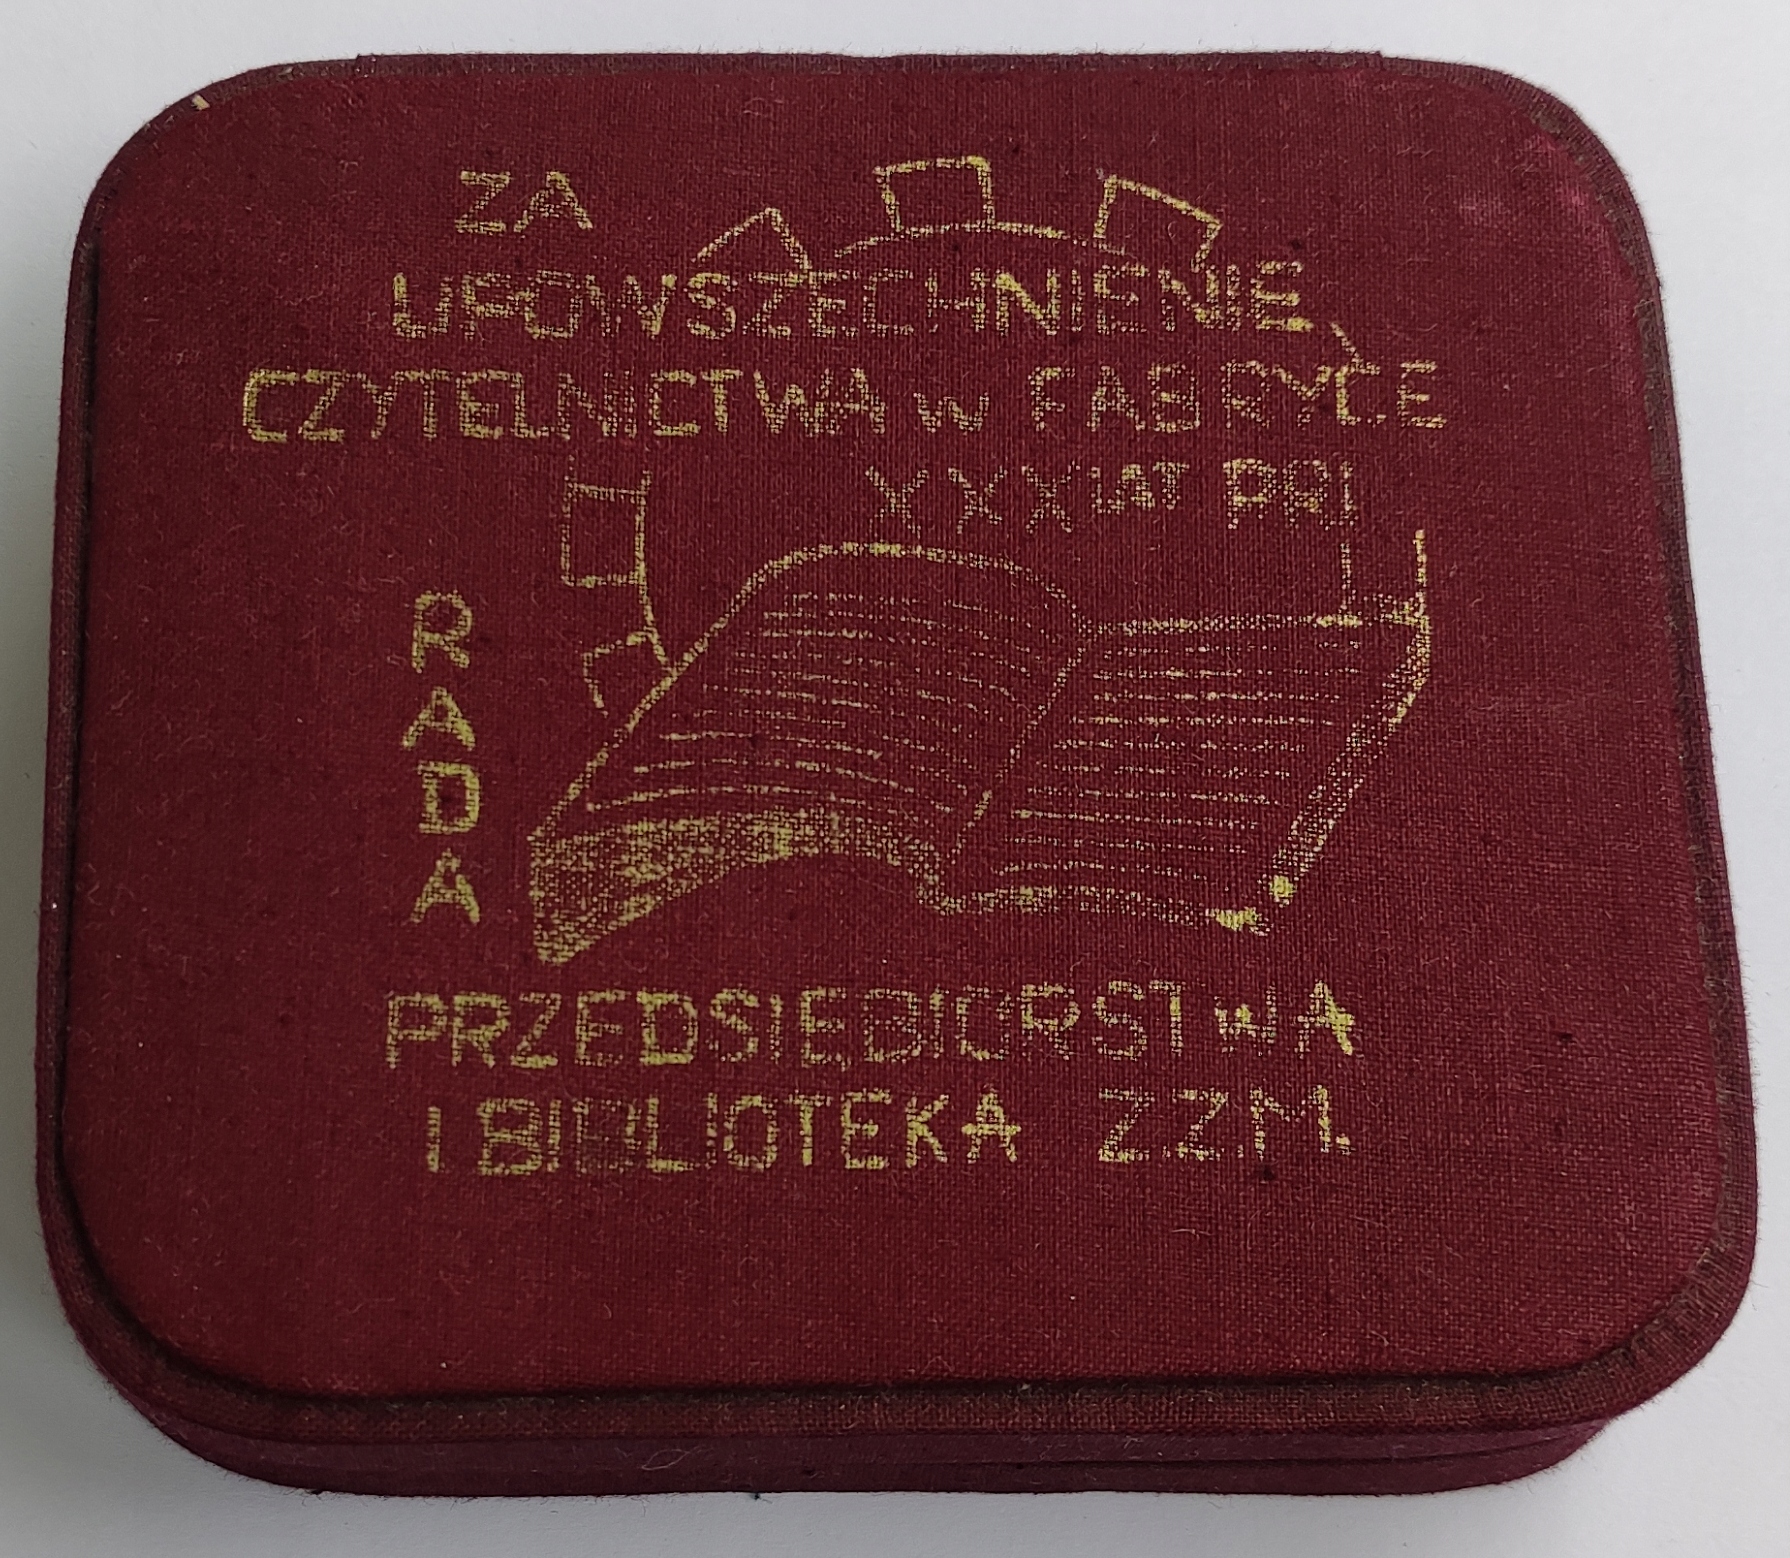 ZA
UPOWSZECHNIENIE
CZYTELNICTWA W FABRYCE
XXX LAT PRL
RADA
PRZEDSIĘBIORSTWA
I BIBLIOTEKA Z.Z.M.